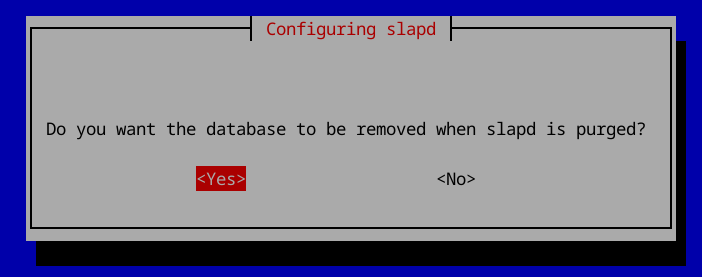 Configuring slapd
Do you want the database to be removed when slapd is purged?
<Yes> <No>